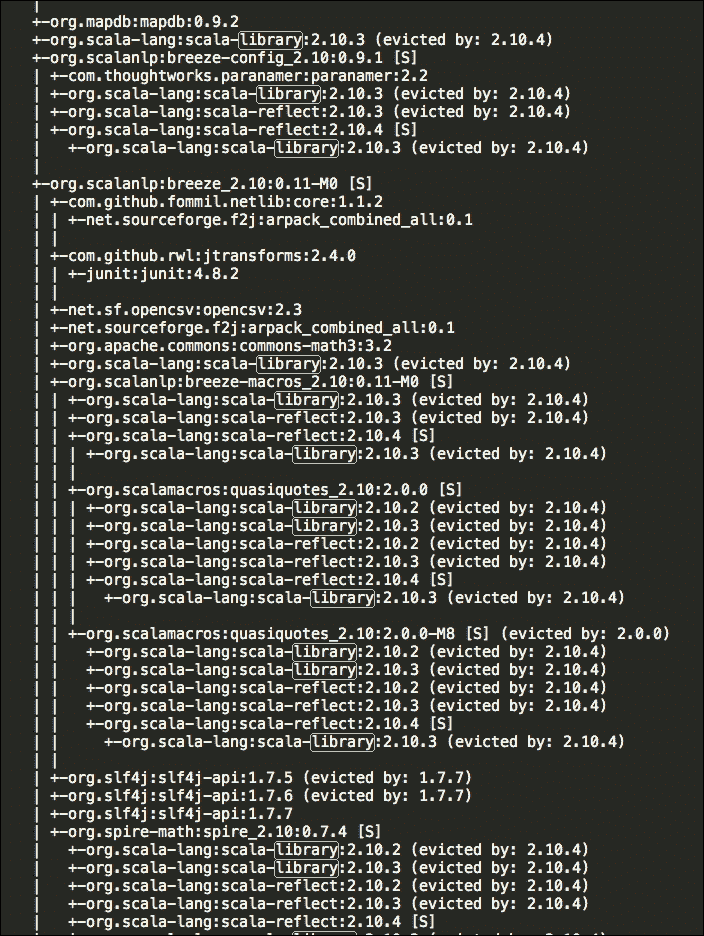 |
+-org.mapdb:mapdb:0.9.2
+-org.scala-lang:scala-library:2.10.3 (evicted by: 2.10.4)
+-org.scalanlp:breeze-config_2.10:0.9.1 [S]
| +-com.thoughtworks.paranamer:paranamer:2.2
| +-org.scala-lang:scala-library:2.10.3 (evicted by: 2.10.4)
| +-org.scala-lang:scala-reflect:2.10.3 (evicted by: 2.10.4)
| +-org.scala-lang:scala-reflect:2.10.4 [S]
|   +-org.scala-lang:scala-library:2.10.3 (evicted by: 2.10.4)
|
+-org.scalanlp:breeze_2.10:0.11-M0 [S]
| +-com.github.fommil.netlib:core:1.1.2
| | +-net.sourceforge.f2j:arpack_combined_all:0.1
| |
| +-com.github.rwl:jtransforms:2.4.0
| | +-junit:junit:4.8.2
| |
| +-net.sf.opencsv:opencsv:2.3
| +-net.sourceforge.f2j:arpack_combined_all:0.1
| +-org.apache.commons:commons-math3:3.2
| +-org.scala-lang:scala-library:2.10.3 (evicted by: 2.10.4)
| +-org.scalanlp:breeze-macros_2.10:0.11-M0 [S]
| | +-org.scala-lang:scala-library:2.10.3 (evicted by: 2.10.4)
| | +-org.scala-lang:scala-reflect:2.10.3 (evicted by: 2.10.4)
| | +-org.scala-lang:scala-reflect:2.10.4 [S]
| | | +-org.scala-lang:scala-library:2.10.3 (evicted by: 2.10.4)
| | |
| | +-org.scalamacros:quasiquotes_2.10:2.0.0 [S]
| | | +-org.scala-lang:scala-library:2.10.2 (evicted by: 2.10.4)
| | | +-org.scala-lang:scala-library:2.10.3 (evicted by: 2.10.4)
| | | +-org.scala-lang:scala-reflect:2.10.2 (evicted by: 2.10.4)
| | | +-org.scala-lang:scala-reflect:2.10.3 (evicted by: 2.10.4)
| | | +-org.scala-lang:scala-reflect:2.10.4 [S]
| | |   +-org.scala-lang:scala-library:2.10.3 (evicted by: 2.10.4)
| | |
| | +-org.scalamacros:quasiquotes_2.10:2.0.0-M8 [S] (evicted by: 2.0.0)
| |   +-org.scala-lang:scala-library:2.10.2 (evicted by: 2.10.4)
| |   +-org.scala-lang:scala-library:2.10.3 (evicted by: 2.10.4)
| |   +-org.scala-lang:scala-reflect:2.10.2 (evicted by: 2.10.4)
| |   +-org.scala-lang:scala-reflect:2.10.3 (evicted by: 2.10.4)
| |   +-org.scala-lang:scala-reflect:2.10.4 [S]
| |     +-org.scala-lang:scala-library:2.10.3 (evicted by: 2.10.4)
| |
| +-org.slf4j:slf4j-api:1.7.5 (evicted by: 1.7.7)
| +-org.slf4j:slf4j-api:1.7.6 (evicted by: 1.7.7)
| +-org.slf4j:slf4j-api:1.7.7
| +-org.spire-math:spire_2.10:0.7.4 [S]
|   +-org.scala-lang:scala-library:2.10.2 (evicted by: 2.10.4)
|   +-org.scala-lang:scala-library:2.10.3 (evicted by: 2.10.4)
|   +-org.scala-lang:scala-reflect:2.10.2 (evicted by: 2.10.4)
|   +-org.scala-lang:scala-reflect:2.10.3 (evicted by: 2.10.4)
|   +-org.scala-lang:scala-reflect:2.10.4 [S]